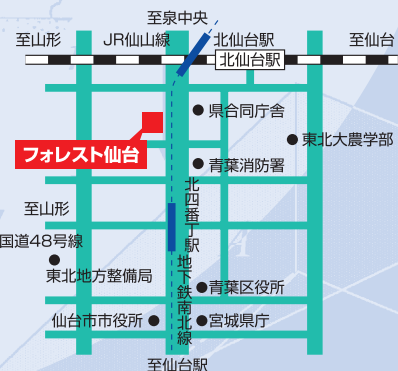 至泉中央
至山形
JR仙山線
北仙台駅
至仙台
北仙台駅
県合同庁舎
東北大農学部
フォレスト仙台
青葉消防署
北四番丁駅
至山形
国道48号線
東北地方整備局
地下鉄南北線
青葉区役所
仙台市市役所
宮城県庁
至仙台駅